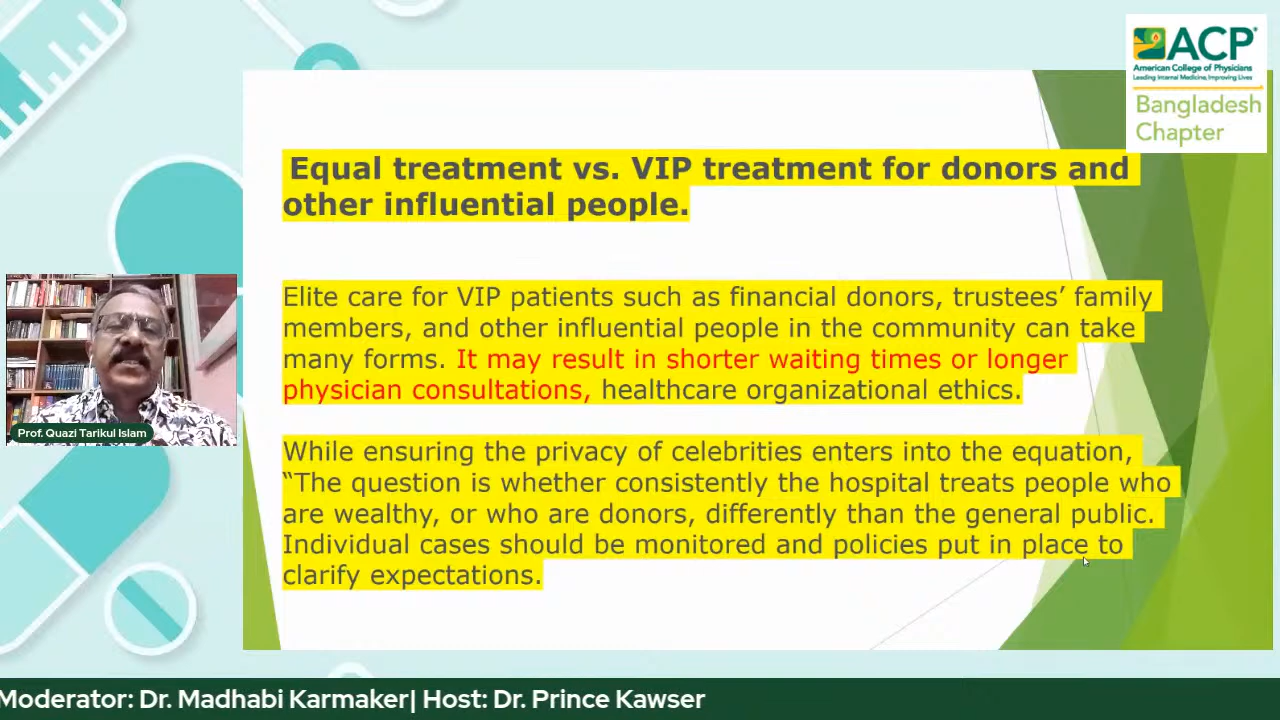 ACP
American College of Physicians
Leading Internal Medicine, Improving Lives
Bangladesh
Chapter
Equal treatment vs. VIP treatment for donors and
other influential people.
Elite care for VIP patients such as financial donors, trustees’ family
members, and other influential people in the community can take
many forms. It may result in shorter waiting times or longer
physician consultations, healthcare organizational ethics.
While ensuring the privacy of celebrities enters into the equation,
“The question is whether consistently the hospital treats people who
are wealthy, or who are donors, differently than the general public.
Individual cases should be monitored and policies put in place to
clarify expectations.
Prof. Quazi Tarikul Islam
Moderator: Dr. Madhabi Karmaker| Host: Dr. Prince Kawser